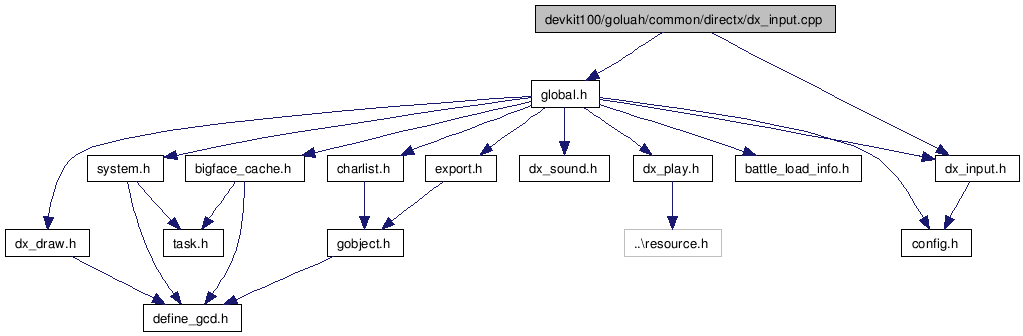 devkit100/goluah/common/directx/dx_input.cpp
global.h
system.h
bigface_cache.h
charlist.h
export.h
dx_sound.h
dx_play.h
battle_load_info.h
dx_input.h
dx_draw.h
task.h
gobject.h
..\resource.h
config.h
define_gcd.h